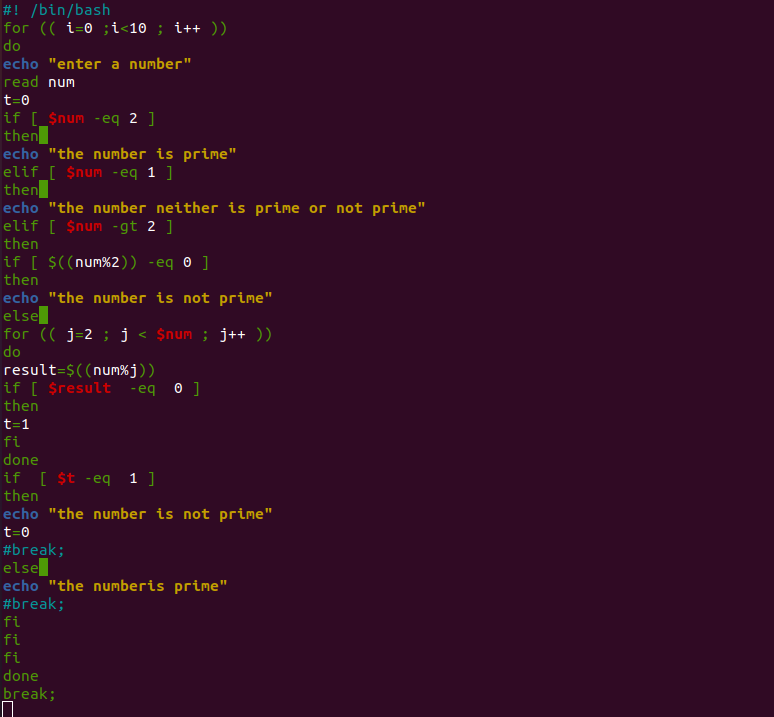 #! /bin/bash
for (( i=0 ;i<10 ; i++ ))
do
echo "enter a number"
read num
t=0
if [ $num -eq 2 ]
then
echo "the number is prime"
elif [ $num -eq 1 ]
then
echo "the number neither is prime or not prime"
elif [ $num -gt 2 ]
then
if [ $((num%2)) -eq 0 ]
then
echo "the number is not prime"
else
for (( j=2 ; j < $num ; j++ ))
do
result=$((num%j))
if [ $result  -eq  0 ]
then
t=1
fi
done
if  [ $t -eq  1 ]
then
echo "the number is not prime"
t=0
#break;
else
echo "the numberis prime"
#break;
fi
fi
fi
done
break;